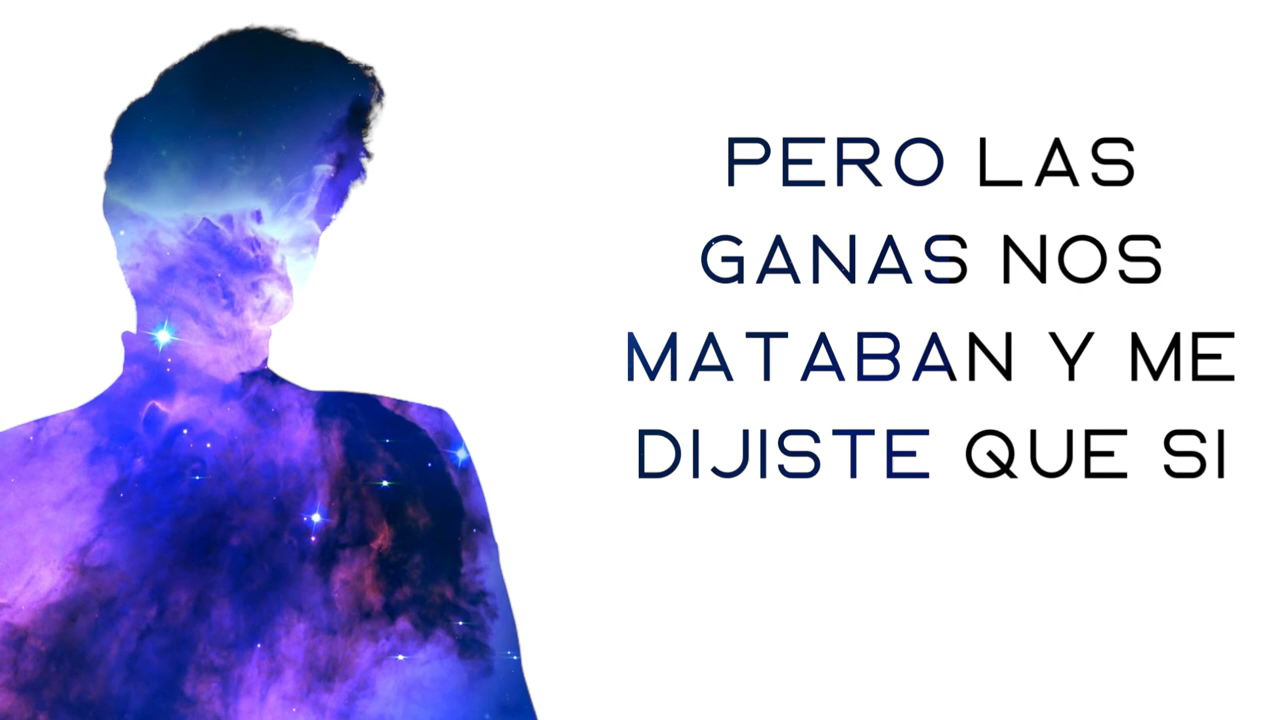 PERO LAS
GANAS NOS
MATABAN Y ME
DIJISTE QUE SI